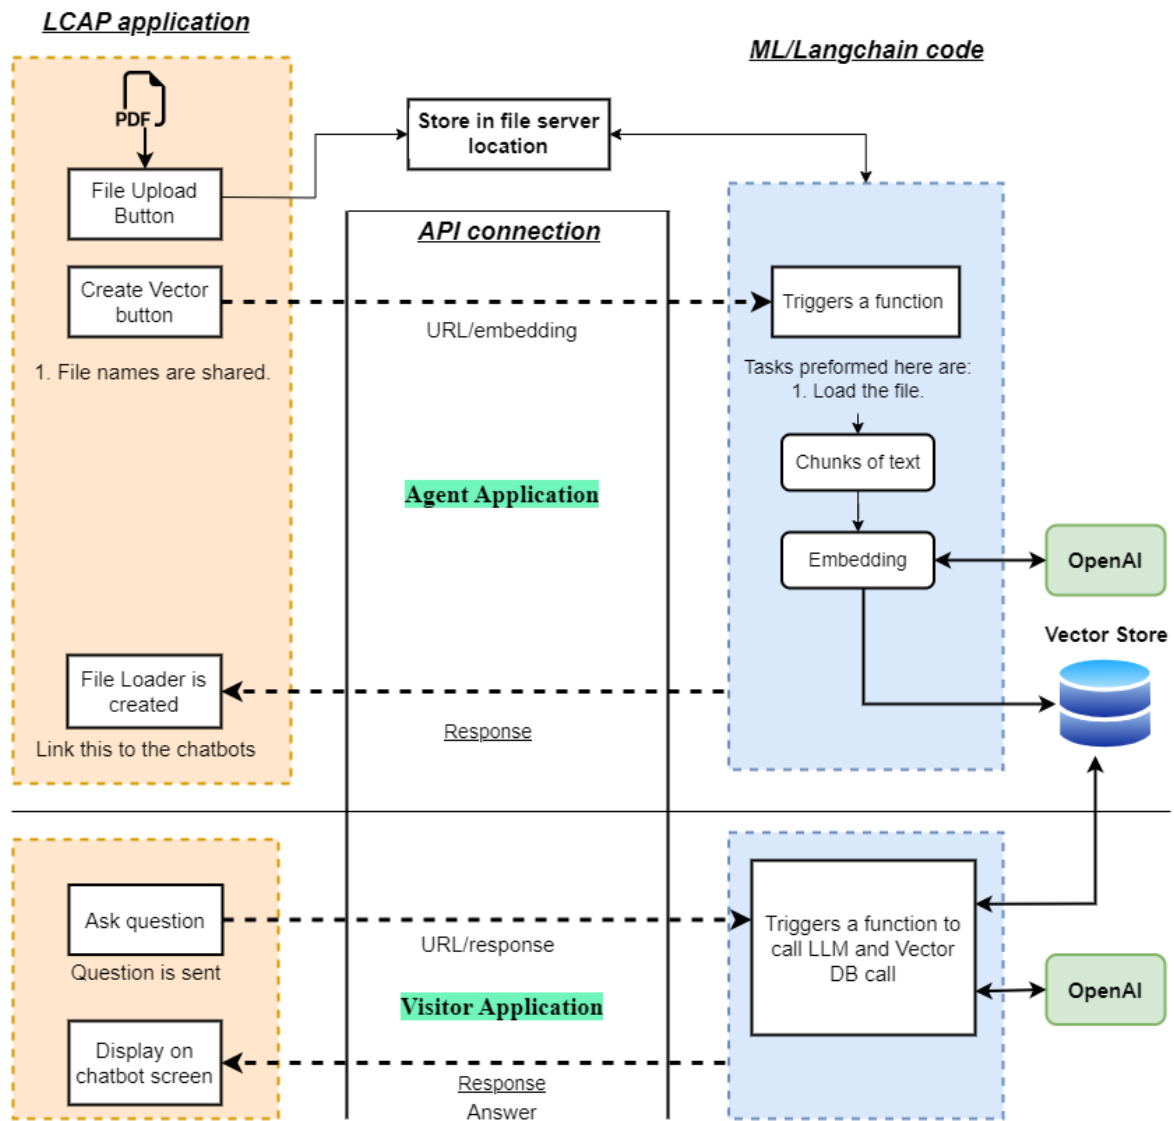 LCAP application
ML/Langchain code
PDF
Store in file server
location
File Upload
Button
API connection
Create Vector
button
URL/embedding
Triggers a function
1. File names are shared.
Tasks preformed here are:
1. Load the file.
Chunks of text
Agent Application
Embedding
OpenAI
Vector Store
File Loader is
created
Response
Link this to the chatbots
Ask question
URL/response
Triggers a function to
call LLM and Vector
DB call
Question is sent
OpenAI
Visitor Application
Display on
chatbot screen
Response
Answer